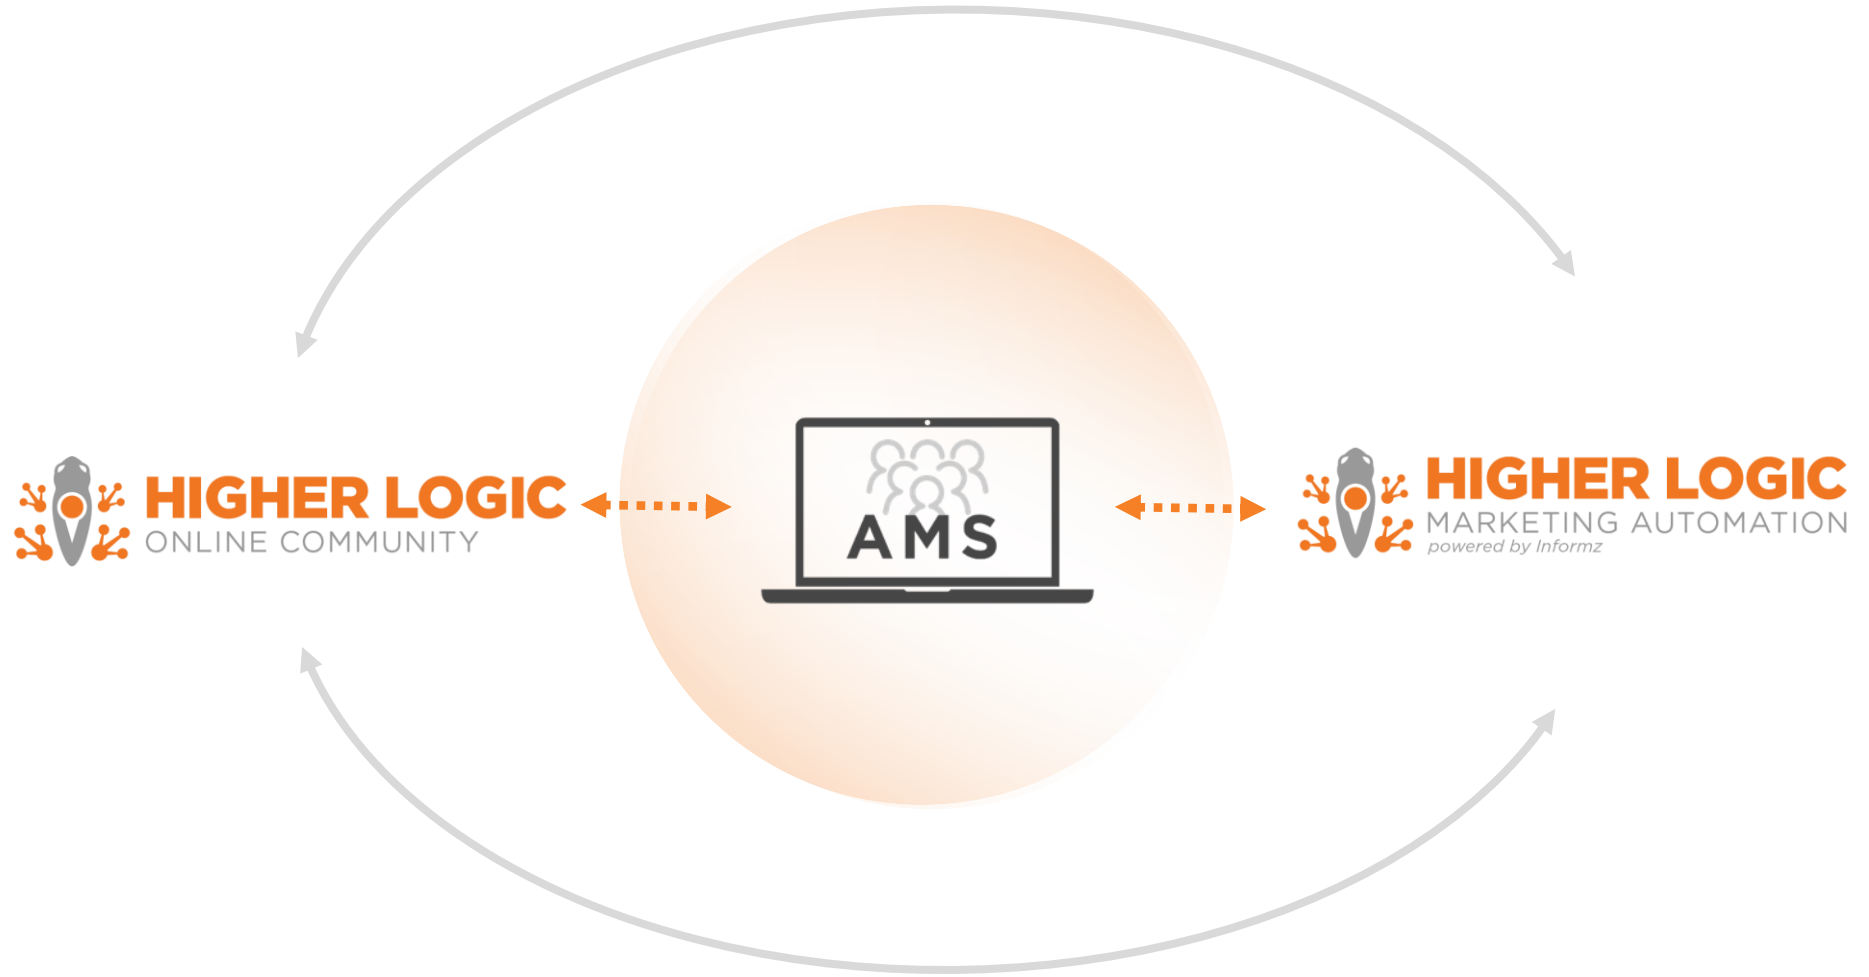 HIGHER LOGIC
ONLINE COMMUNITY
AMS
HIGHER LOGIC
MARKETING AUTOMATION
powered by Informz